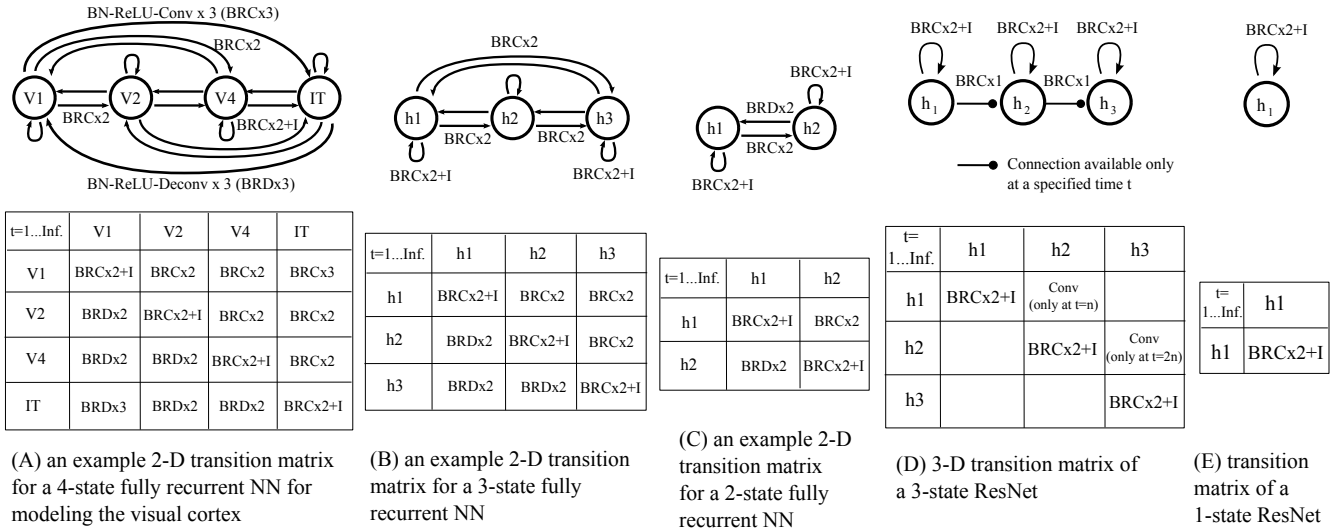 BN-ReLU-Conv x 3 (BRCx3)
BRCx2
V1 V2 V4 IT
BRCx2
BRCx2+I
BN-ReLU-Deconv x 3 (BRDx3)
t=1...Inf. V1 V2 V4 IT
V1 BRCx2+I BRCx2 BRCx2 BRCx3
V2 BRDx2 BRCx2+I BRCx2 BRCx2
V4 BRDx2 BRDx2 BRCx2+I BRCx2
IT BRDx3 BRDx2 BRDx2 BRCx2+I
(A) an example 2-D transition matrix
for a 4-state fully recurrent NN for
modeling the visual cortex
BRCx2
h1 h2 h3
BRCx2 BRCx2
BRCx2+I BRCx2+I
t=1...Inf. h1 h2 h3
h1 BRCx2+I BRCx2 BRCx2
h2 BRDx2 BRCx2+I BRCx2
h3 BRDx2 BRDx2 BRCx2+I
(B) an example 2-D transition
matrix for a 3-state fully
recurrent NN
BRCx2+I
BRDx2
h1 h2
BRCx2
BRCx2+I
t=1...Inf. h1 h2
h1 BRCx2+I BRCx2
h2 BRDx2 BRCx2+I
(C) an example 2-D
transition matrix
for a 2-state fully
recurrent NN
BRCx2+I BRCx2+I BRCx2+I
BRCx1 BRCx1
h1 h2 h3
Connection available only
at a specified time t
t=
1...Inf.
h1 h2 h3
h1 BRCx2+I Conv
(only at t=n)
h2 BRCx2+I Conv
(only at t=2n)
h3 BRCx2+I
(D) 3-D transition matrix of
a 3-state ResNet
BRCx2+I
h1
t=
1...Inf.
h1
h1 BRCx2+I
(E) transition
matrix of a
1-state ResNet